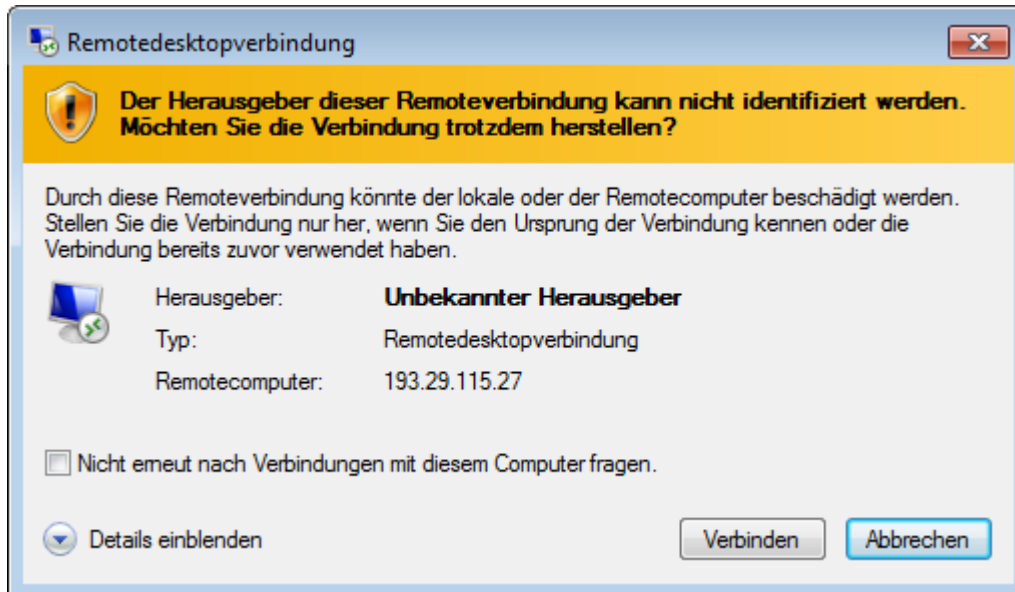 Remotedesktopverbindung
Der Herausgeber dieser Remoteverbindung kann nicht identifiziert werden.
Möchten Sie die Verbindung trotzdem herstellen?
Durch diese Remoteverbindung könnte der lokale oder der Remotecomputer beschädigt werden.
Stellen Sie die Verbindung nur her, wenn Sie den Ursprung der Verbindung kennen oder die
Verbindung bereits zuvor verwendet haben.
Herausgeber: Unbekannter Herausgeber
Typ: Remotedesktopverbindung
Remotecomputer: 193.29.115.27
Nicht erneut nach Verbindungen mit diesem Computer fragen.
Details einblenden Verbinden Abbrechen